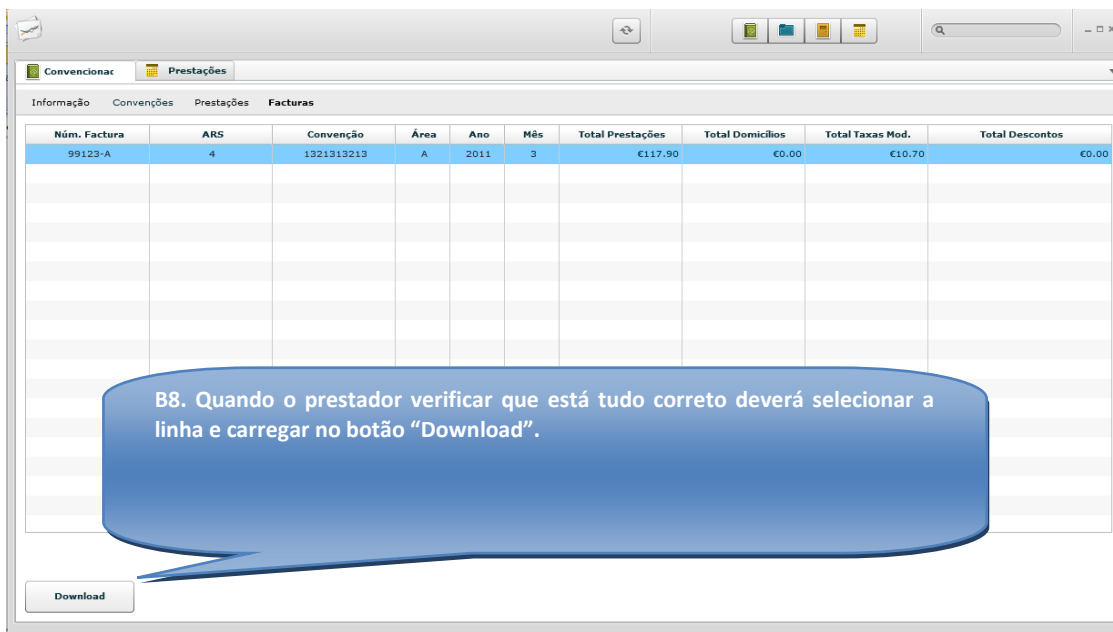 Convencionac Prestações
Informação Convenções Prestações Facturas
Núm. Factura ARS Convenção Área Ano Mês Total Prestações Total Domicílios Total Taxas Mod. Total Descontos
99123-A 4 1321313213 A 2011 3 €117.90 €0.00 €10.70 €0.00
B8. Quando o prestador verificar que está tudo correto deverá selecionar a
linha e carregar no botão “Download”.
Download